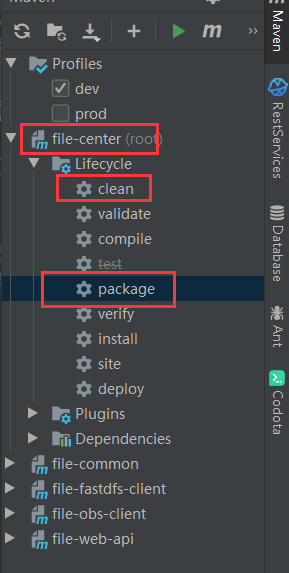 Maven
Profiles
dev
prod
file-center (root)
Lifecycle
clean
validate
compile
test
package
verify
install
site
deploy
Plugins
Dependencies
file-common
file-fastdfs-client
file-obs-client
file-web-api
Maven
RestServices
Database
Ant
Codota